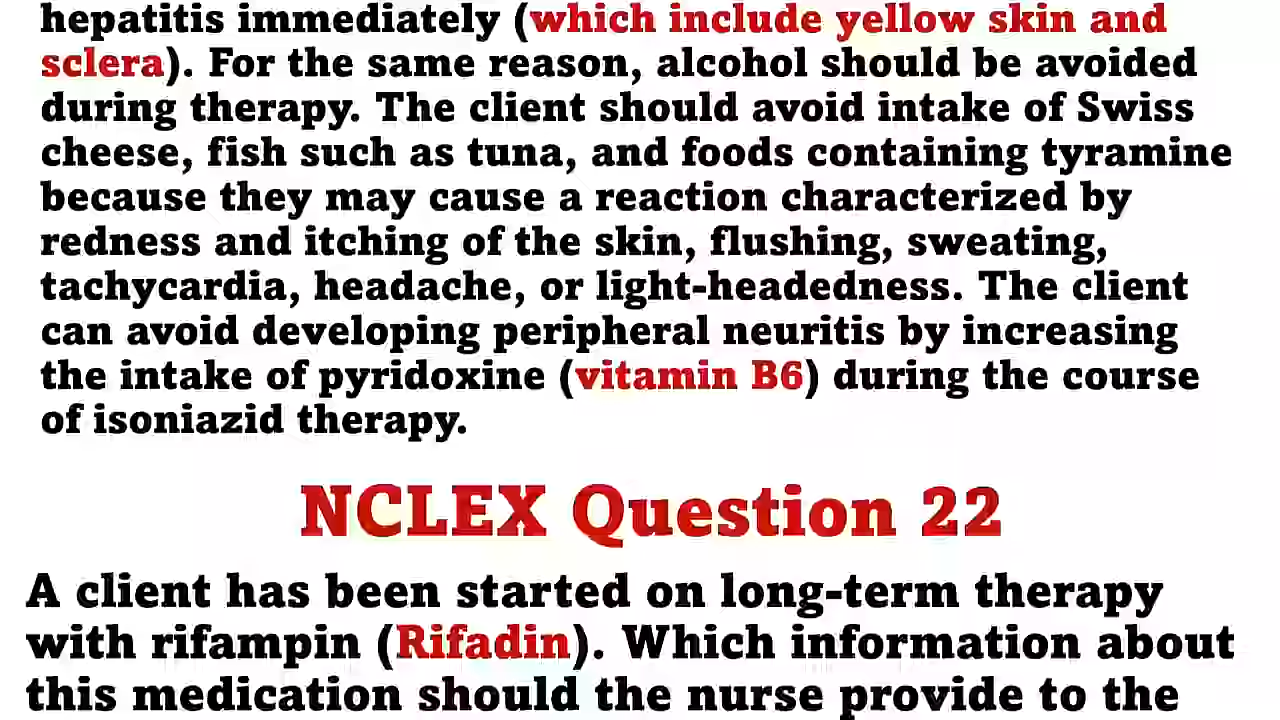 hepatitis immediately (which include yellow skin and
sclera). For the same reason, alcohol should be avoided
during therapy. The client should avoid intake of Swiss
cheese, fish such as tuna, and foods containing tyramine
because they may cause a reaction characterized by
redness and itching of the skin, flushing, sweating,
tachycardia, headache, or light-headedness. The client
can avoid developing peripheral neuritis by increasing
the intake of pyridoxine (vitamin B6) during the course
of isoniazid therapy.
NCLEX Question 22
A client has been started on long-term therapy
with rifampin (Rifadin). Which information about
this medication should the nurse provide to the